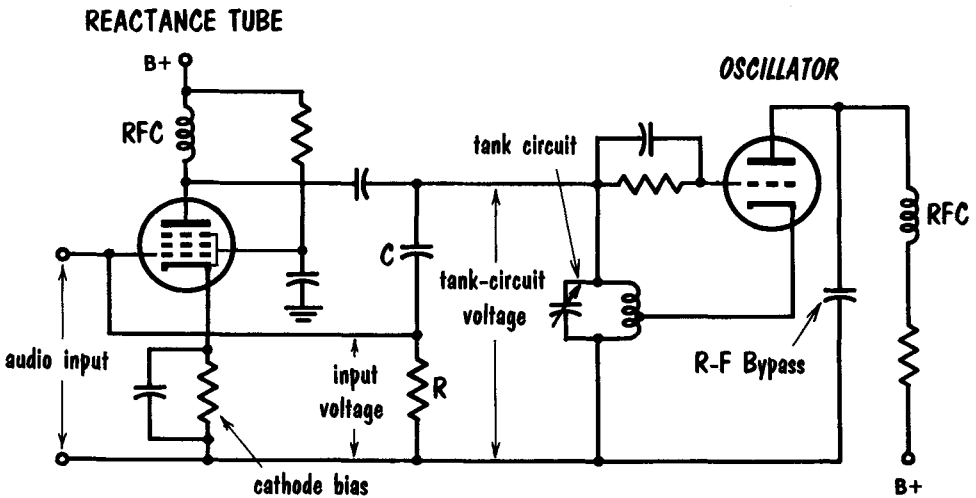 REACTANCE TUBE
B+
OSCILLATOR
RFC
tank circuit
RFC
C
tank-circuit
voltage
audio input
input
voltage
R
R-F Bypass
cathode bias
B+